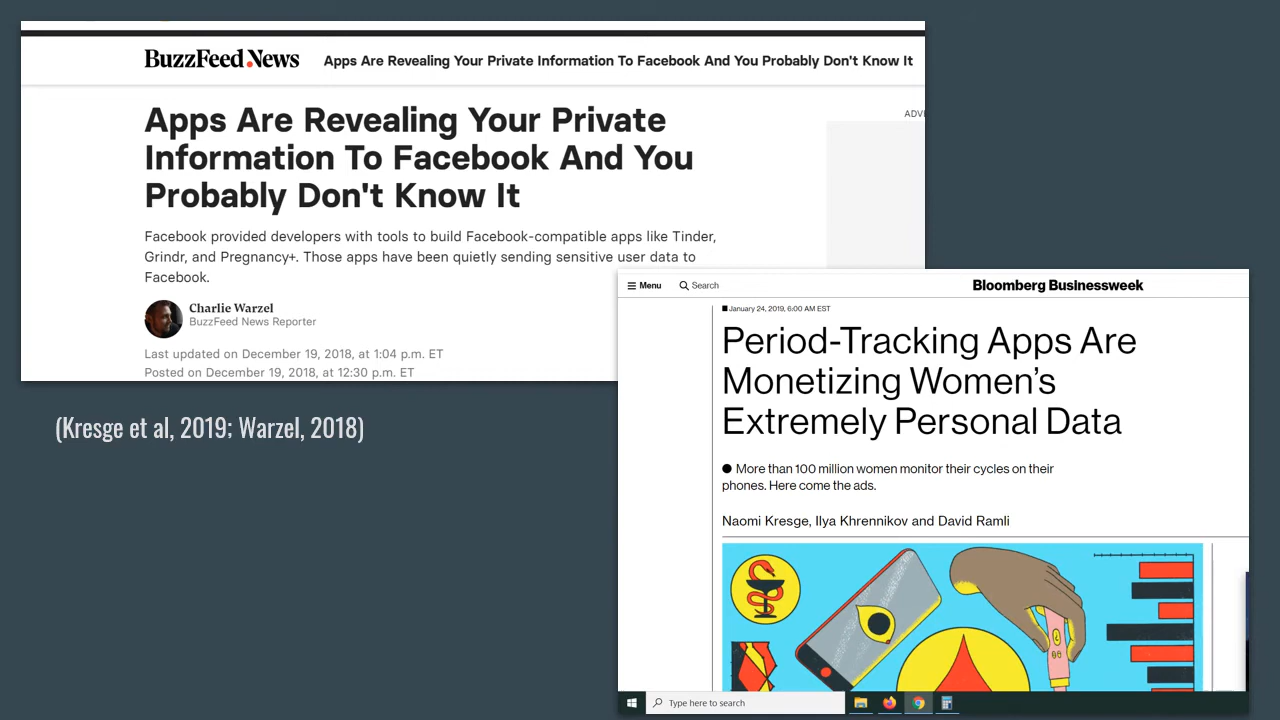 BuzzFeed News
Apps Are Revealing Your Private Information To Facebook And You Probably Don't Know It
Apps Are Revealing Your Private
Information To Facebook And You
Probably Don't Know It
ADV
Facebook provided developers with tools to build Facebook-compatible apps like Tinder,
Grindr, and Pregnancy+. Those apps have been quietly sending sensitive user data to
Facebook.
Charlie Warzel
BuzzFeed News Reporter
Last updated on December 19, 2018, at 1:04 p.m. ET
Posted on December 19, 2018, at 12:30 p.m. ET
(Kresge et al, 2019; Warzel, 2018)
Menu
Search
Bloomberg Businessweek
January 24, 2019, 6:00 AM EST
Period-Tracking Apps Are
Monetizing Women’s
Extremely Personal Data
More than 100 million women monitor their cycles on their
phones. Here come the ads.
Naomi Kresge, Ilya Khrennikov and David Ramli
Type here to search